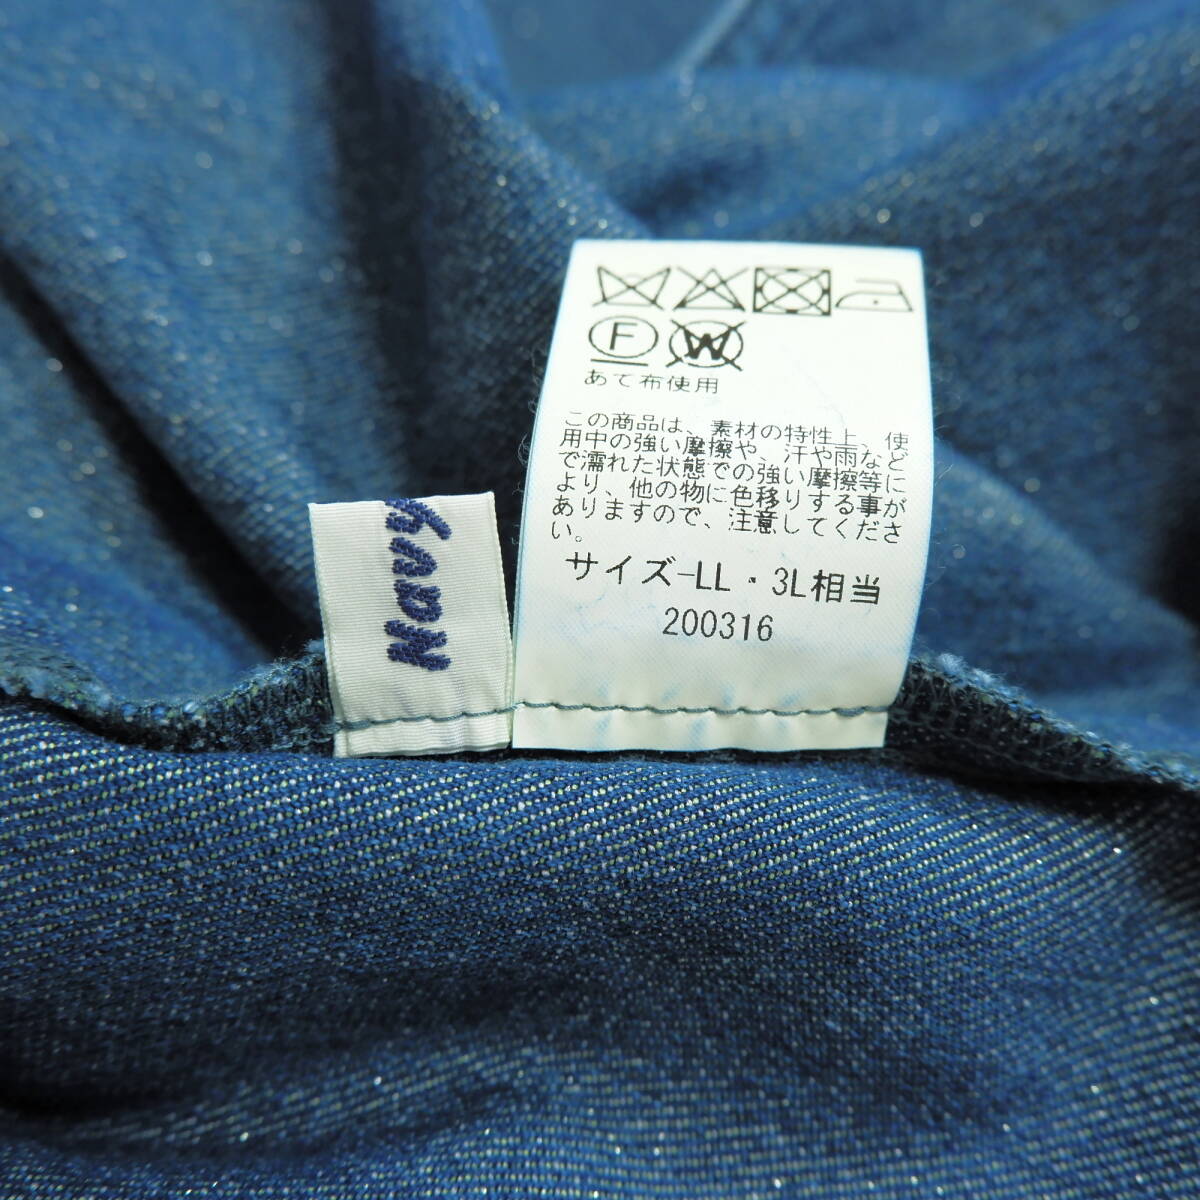 Navy
F
W
あて布使用
この商品は、素材の特性上、使
用中の強い摩擦や、汗や雨など
で濡れた状態での強い摩擦等に
より、他の物に色移りする事が
ありますので、注意してくださ
い。
サイズ-LL・3L相当
200316